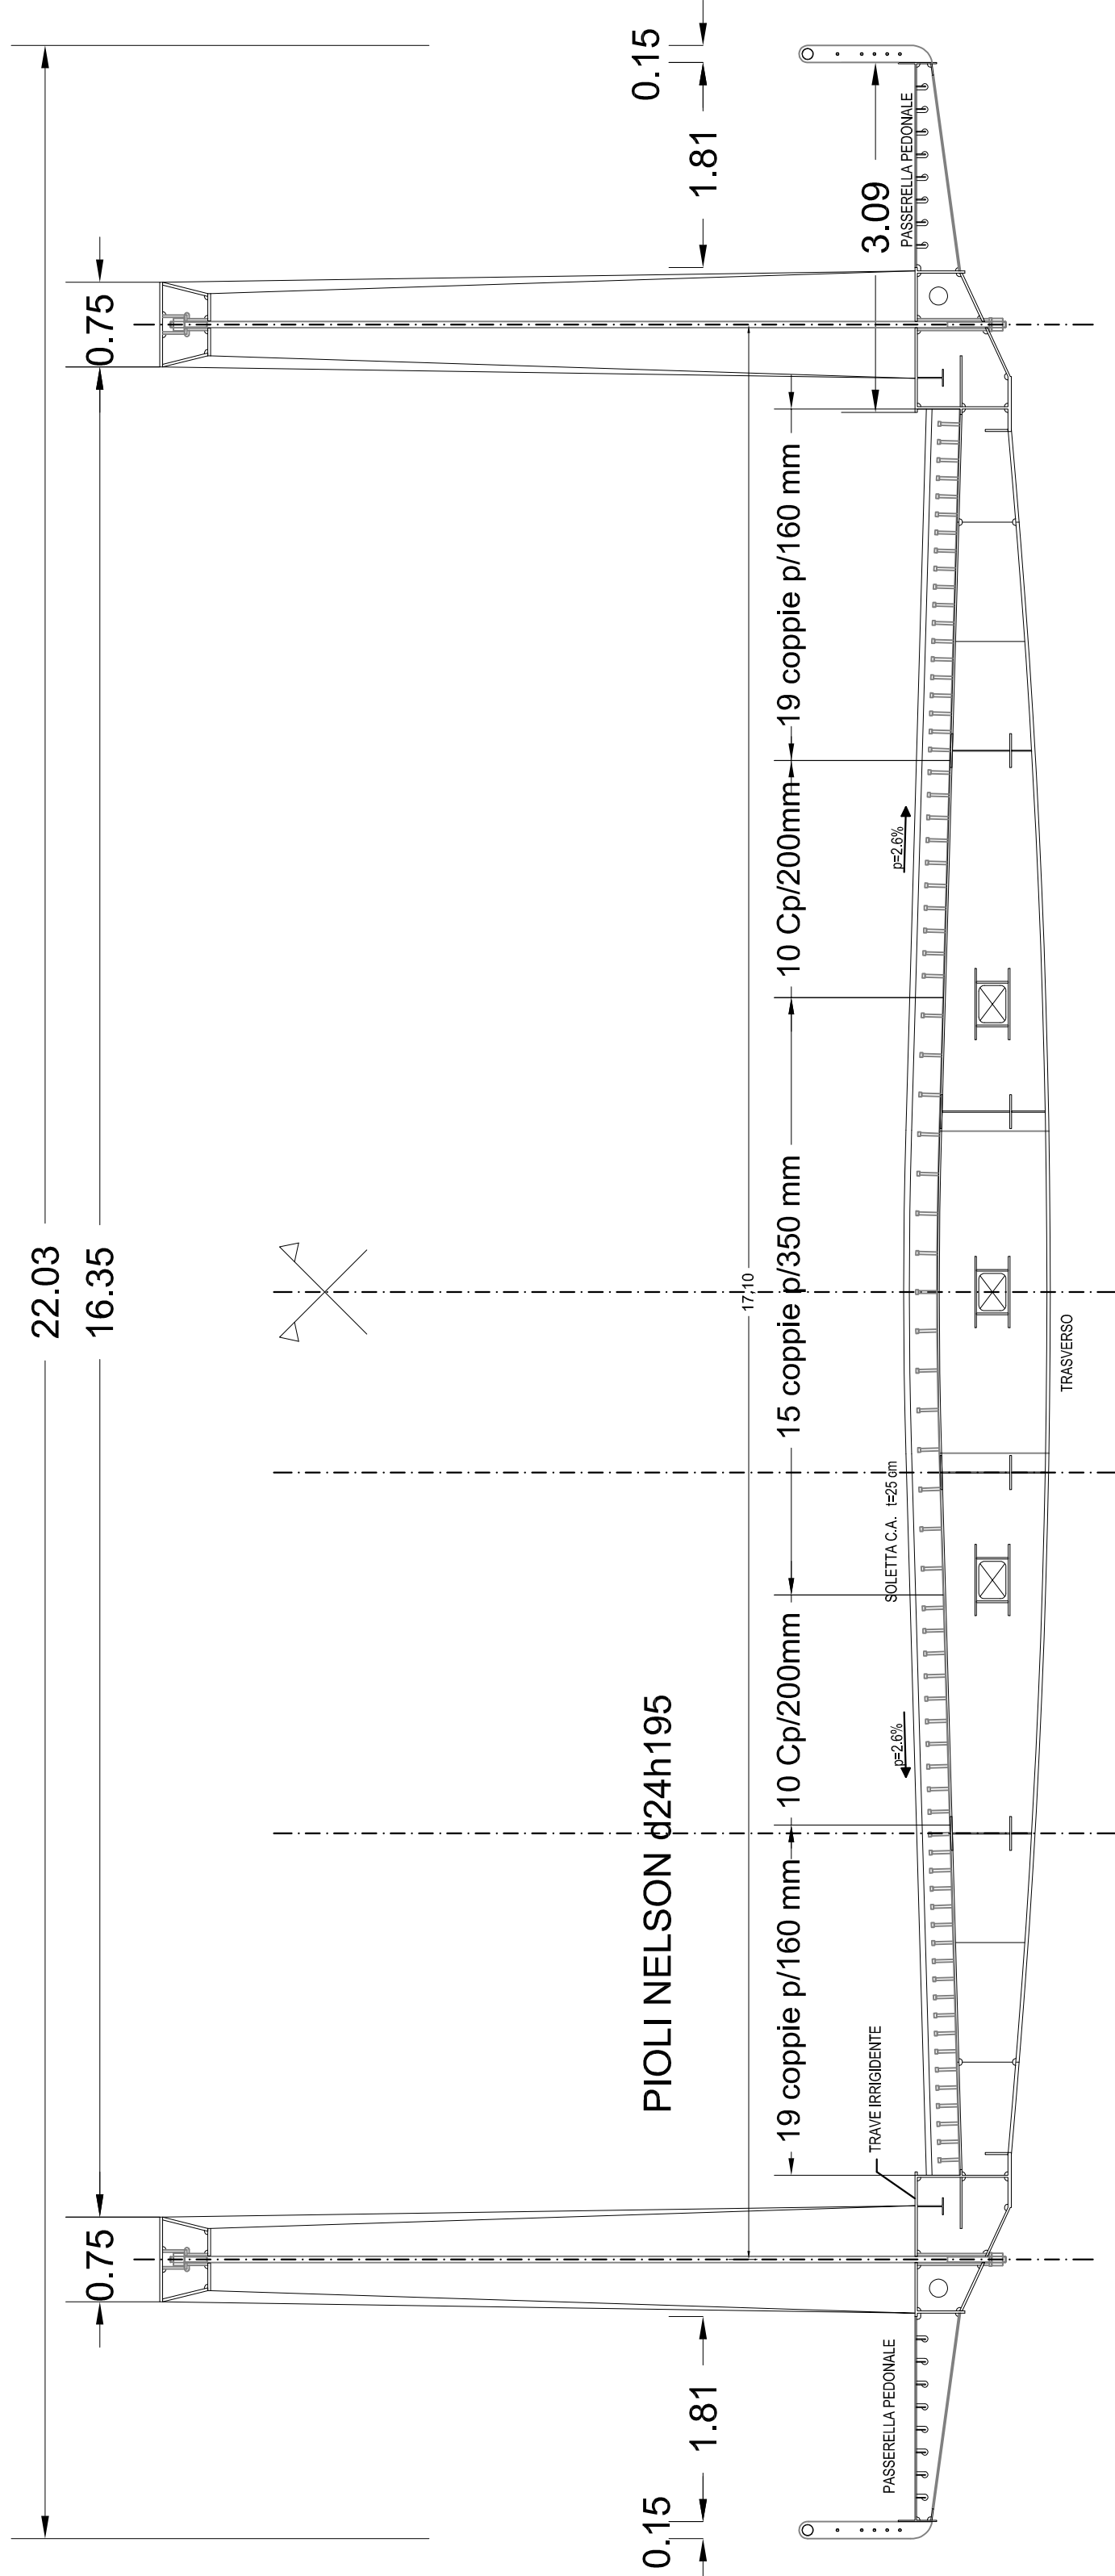 22.03
0.75
16.35
0.75
PIOLI NELSON d24h195
0.15
1.81
1.81
0.15
17,10
19 coppie p/160 mm
10 Cp/200mm
15 coppie p/350 mm
10 Cp/200mm
19 coppie p/160 mm
3.09
TRAVE IRRIGIDENTE
PASSERELLA PEDONALE
p=2.6%
SOLETTA C.A. t=25 cm
p=2.6%
PASSERELLA PEDONALE
TRASVERSO